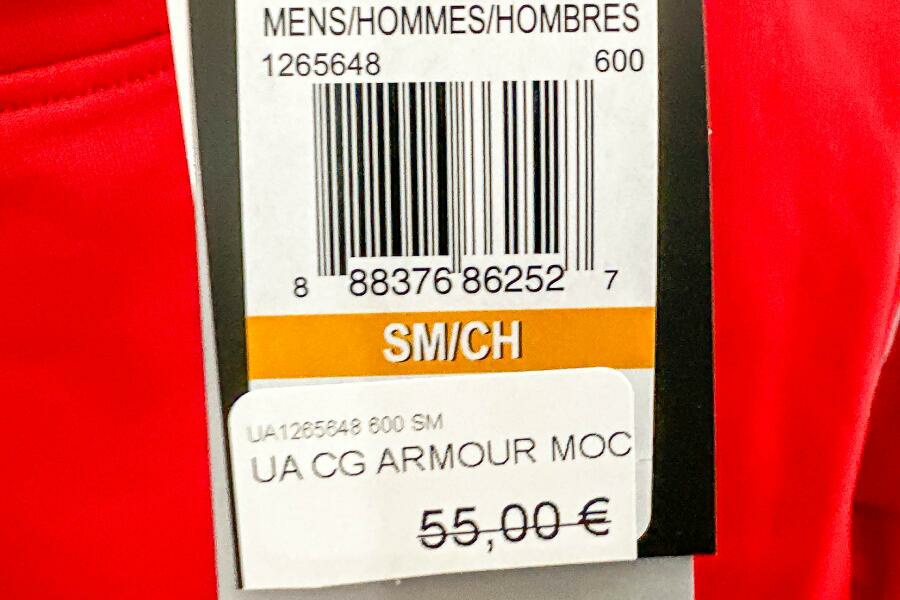 MENS/HOMMES/HOMBRES
1265648 600
8 88376 86252 7
SM/CH
UA1265648 600 SM
UA CG ARMOUR MOC
55,00 €